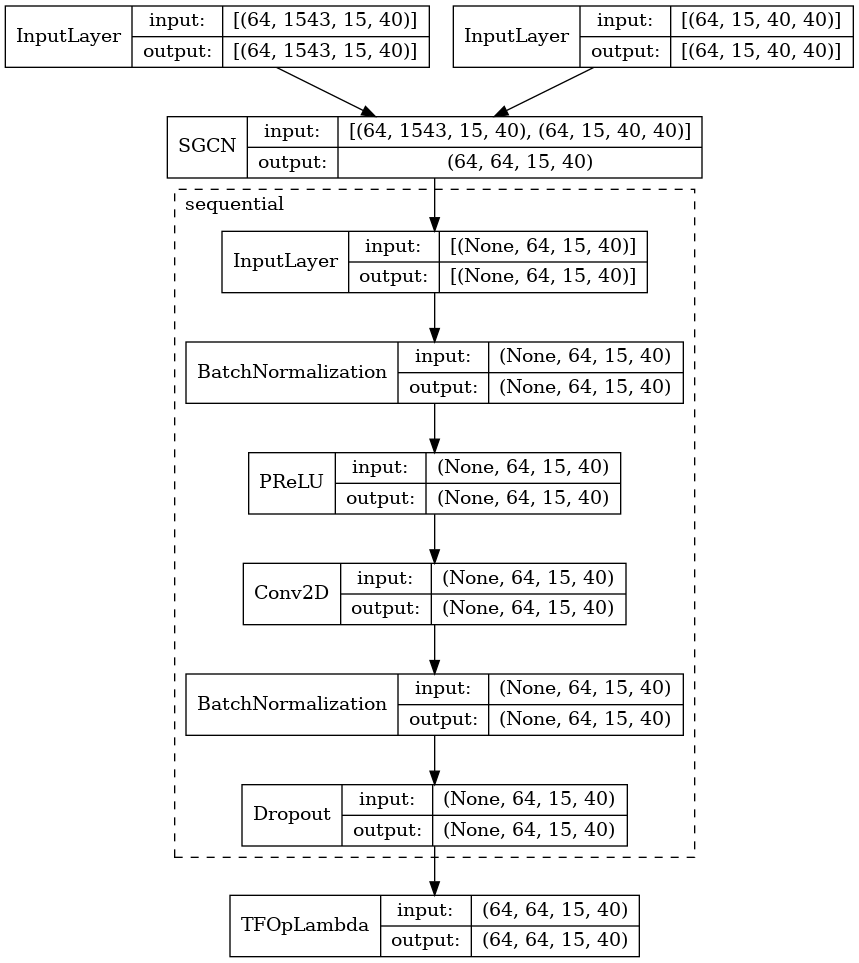 InputLayer input: [(64, 1543, 15, 40)]
output: [(64, 1543, 15, 40)]
InputLayer input: [(64, 15, 40, 40)]
output: [(64, 15, 40, 40)]
SGCN input: [(64, 1543, 15, 40), (64, 15, 40, 40)]
output: (64, 64, 15, 40)
sequential
InputLayer input: [(None, 64, 15, 40)]
output: [(None, 64, 15, 40)]
BatchNormalization input: (None, 64, 15, 40)
output: (None, 64, 15, 40)
PReLU input: (None, 64, 15, 40)
output: (None, 64, 15, 40)
Conv2D input: (None, 64, 15, 40)
output: (None, 64, 15, 40)
BatchNormalization input: (None, 64, 15, 40)
output: (None, 64, 15, 40)
Dropout input: (None, 64, 15, 40)
output: (None, 64, 15, 40)
TFOpLambda input: (64, 64, 15, 40)
output: (64, 64, 15, 40)